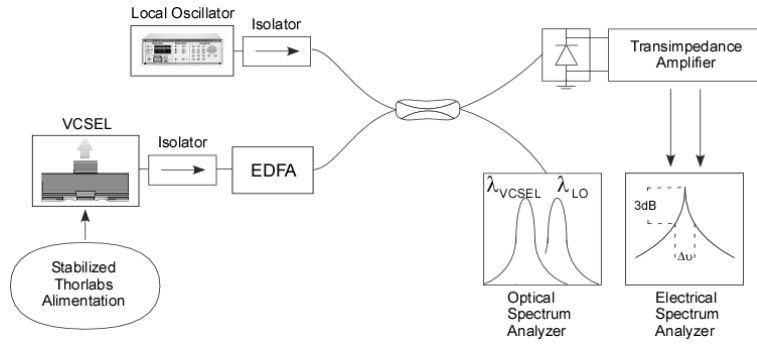 Local Oscillator
Isolator
Transimpedance
Amplifier
VCSEL
Isolator
EDFA
λVCSEL
λLO
3dB
Δυ
Stabilized
Thorlabs
Alimentation
Optical
Spectrum
Analyzer
Electrical
Spectrum
Analyzer